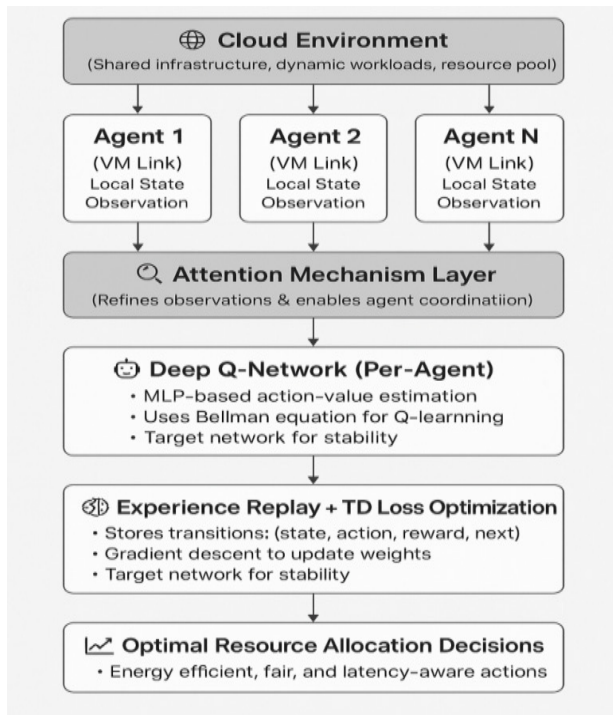 Cloud Environment
(Shared infrastructure, dynamic workloads, resource pool)
Agent 1
(VM Link)
Local State
Observation
Agent 2
(VM Link)
Local State
Observation
Agent N
(VM Link)
Local State
Observation
Attention Mechanism Layer
(Refines observations & enables agent coordinatiion)
Deep Q-Network (Per-Agent)
• MLP-based action-value estimation
• Uses Bellman equation for Q-learnning
• Target network for stability
Experience Replay + TD Loss Optimization
• Stores transitions: (state, action, reward, next)
• Gradient descent to update weights
• Target network for stability
Optimal Resource Allocation Decisions
• Energy efficient, fair, and latency-aware actions